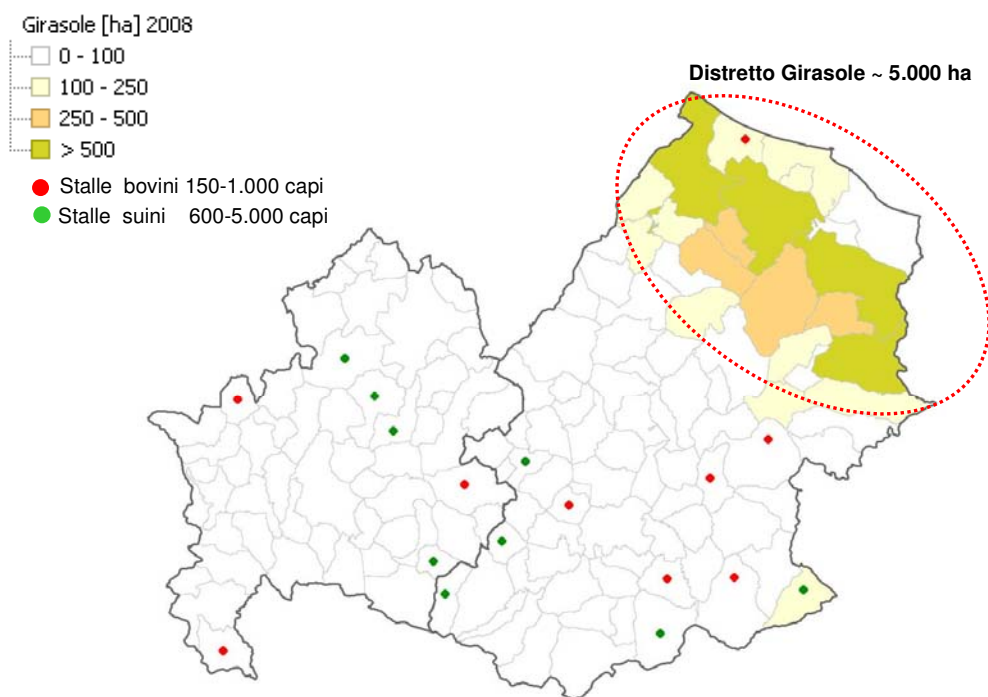 Girasole [ha] 2008
0 - 100
100 - 250
250 - 500
> 500
Stalle bovini 150-1.000 capi
Stalle suini 600-5.000 capi
Distretto Girasole ~ 5.000 ha